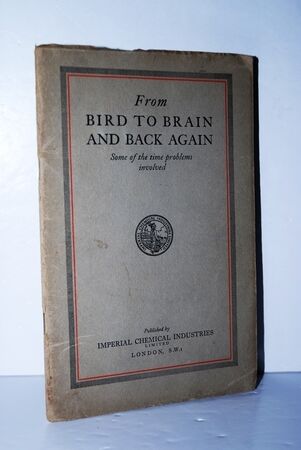 From
BIRD TO BRAIN
AND BACK AGAIN
Some of the time problems
involved
Published by
IMPERIAL CHEMICAL INDUSTRIES
LIMITED
LONDON, S.W.1